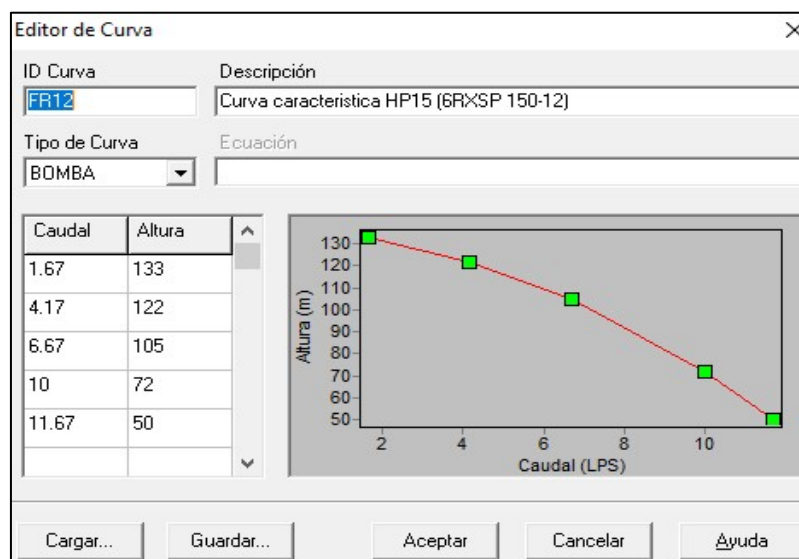 Editor de Curva
ID Curva
Descripción
FR12
Curva caracteristica HP15 (6RXSP 150-12)
Tipo de Curva
Ecuación
BOMBA
Caudal Altura
1.67 133
4.17 122
6.67 105
10 72
11.67 50
130
120
110
100
90
80
70
60
50
Altura (m)
2 4 6 8 10
Caudal (LPS)
Cargar... Guardar... Aceptar Cancelar Ayuda